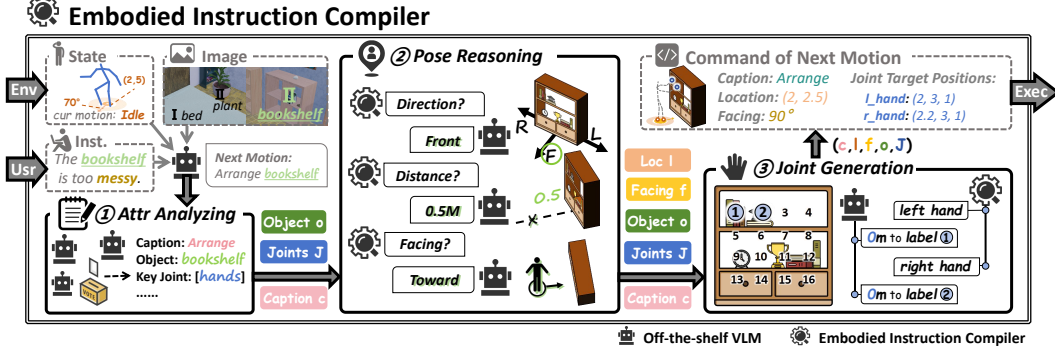 Embodied Instruction Compiler
Env
Usr
Exec
State
(2,5)
70°
cur motion: Idle
Image
I bed
II plant
III bookshelf
Inst.
The bookshelf
is too messy.
Next Motion:
Arrange bookshelf
① Attr Analyzing
Caption: Arrange
Object: bookshelf
Key Joint: [hands]
......
VOTE
Object o
Joints J
Caption c
② Pose Reasoning
Direction?
Front
Distance?
0.5M
Facing?
Toward
R
L
F
0.5
x
Loc l
Facing f
Object o
Joints J
Caption c
Command of Next Motion
Caption: Arrange
Location: (2, 2.5)
Facing: 90°
Joint Target Positions:
l_hand: (2, 3, 1)
r_hand: (2.2, 3, 1)
(c,l,f,o,J)
③ Joint Generation
① < ② 3 4
5 6 7 8
9 10 11 12
13 14 15 16
left hand
0m to label ①
right hand
0m to label ②
Off-the-shelf VLM
Embodied Instruction Compiler